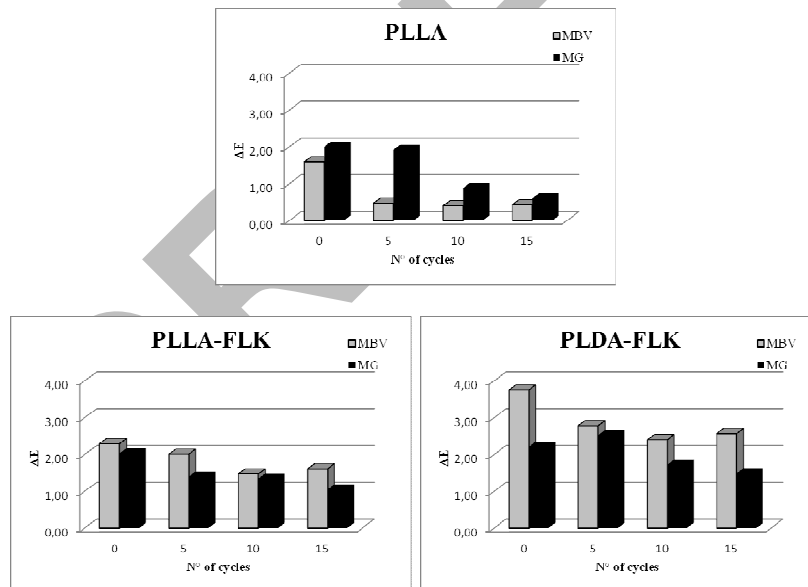 PLLA
MBV
MG
4,00
3,00
2,00
1,00
0,00
ΔE
0 5 10 15
N° of cycles
PLLA-FLK
MBV
MG
4,00
3,00
2,00
1,00
0,00
ΔE
0 5 10 15
N° of cycles
PLDA-FLK
MBV
MG
4,00
3,00
2,00
1,00
0,00
ΔE
0 5 10 15
N° of cycles